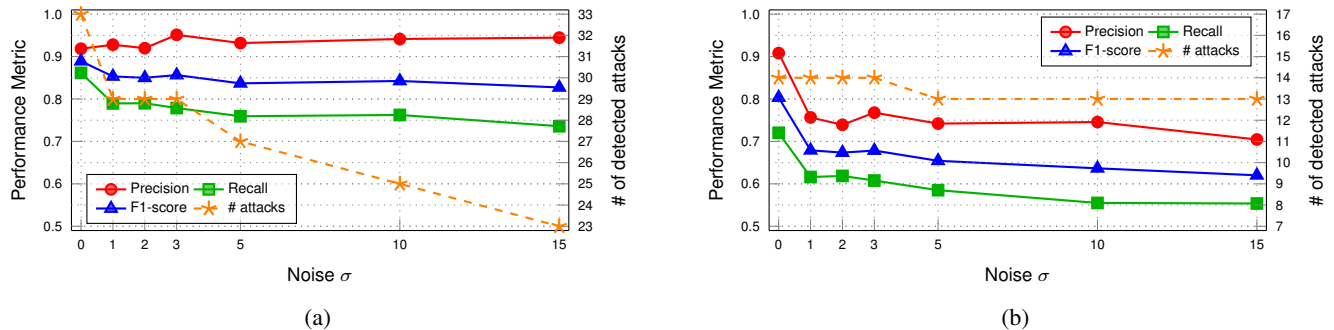 1.0
0.9
0.8
0.7
0.6
0.5
Performance Metric
33
32
31
30
29
28
27
26
25
24
23
# of detected attacks
0 1 2 3 5 10 15
Noise σ
Precision Recall
F1-score # attacks
(a)
1.0
0.9
0.8
0.7
0.6
0.5
Performance Metric
17
16
15
14
13
12
11
10
9
8
7
# of detected attacks
0 1 2 3 5 10 15
Noise σ
Precision Recall
F1-score # attacks
(b)